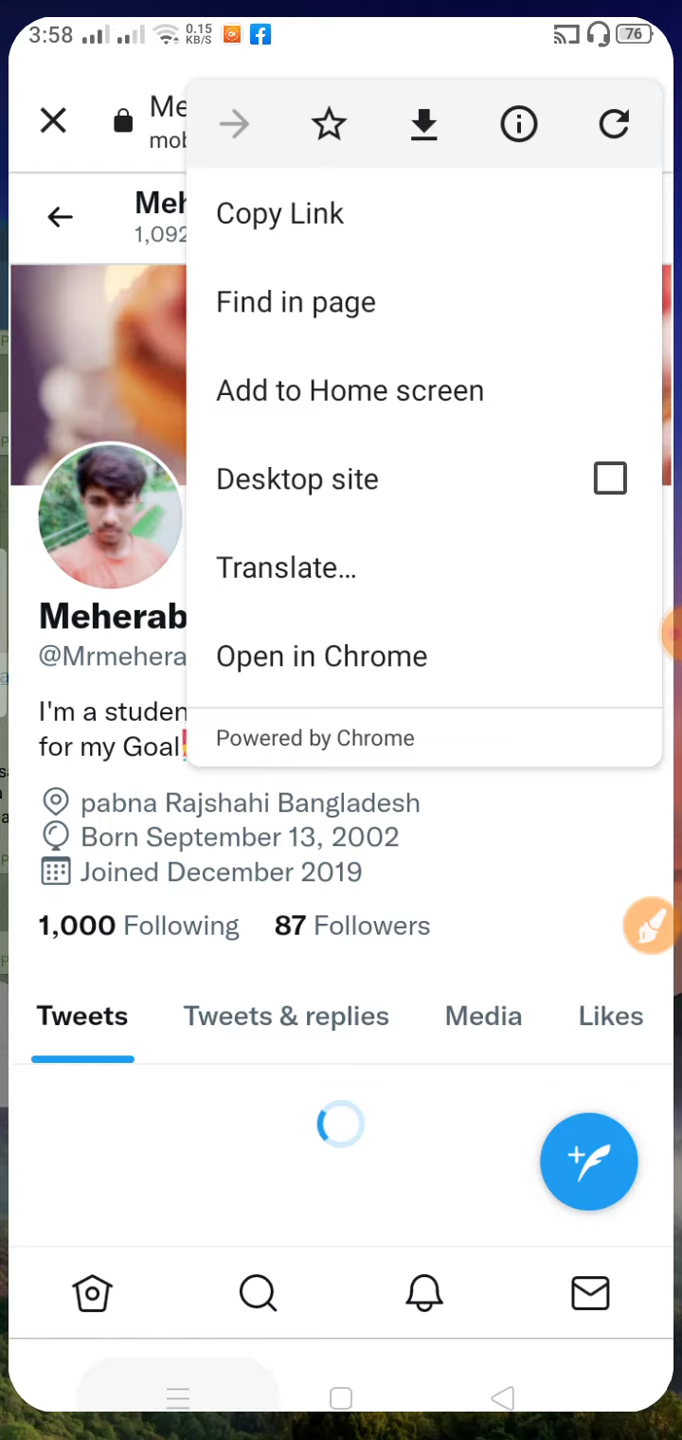 3:58
0.15
KB/S
76
Me
mob
Copy Link
Meh
1,092
Find in page
Add to Home screen
Desktop site
Translate...
Meherab
@Mrmehera
Open in Chrome
I'm a studen
for my Goal
Powered by Chrome
pabna Rajshahi Bangladesh
Born September 13, 2002
Joined December 2019
1,000 Following 87 Followers
Tweets Tweets & replies Media Likes